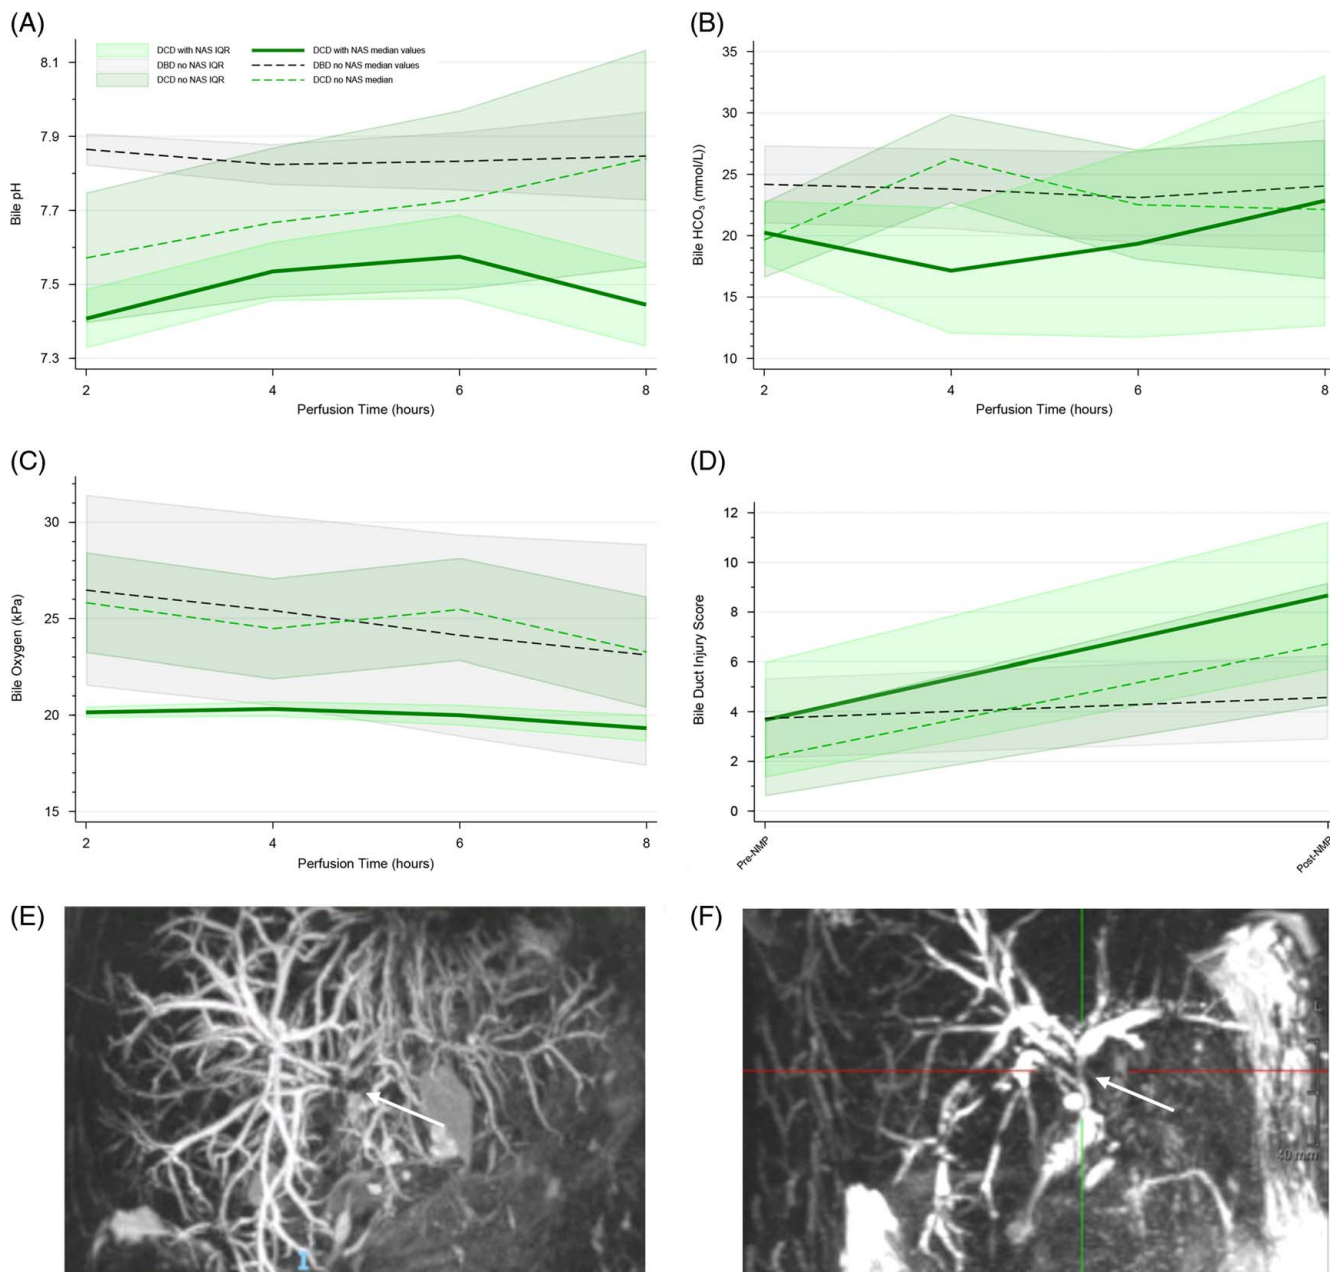 (A)
8.1
7.9
7.7
7.5
7.3
Bile pH
DCD with NAS IQR
DCD with NAS median values
DBD no NAS IQR
DBD no NAS median values
DCD no NAS IQR
DCD no NAS median
2 4 6 8
Perfusion Time (hours)
(B)
35
30
25
20
15
10
Bile HCO₃ (mmol/L))
2 4 6 8
Perfusion Time (hours)
(C)
30
25
20
15
Bile Oxygen (kPa)
2 4 6 8
Perfusion Time (hours)
(D)
12
10
8
6
4
2
0
Bile Duct Injury Score
Pre-NMP Post-NMP
(E)
1
(F)
L
40 mm